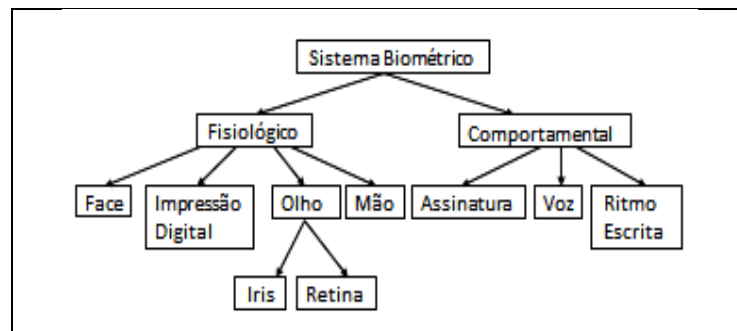 Sistema Biométrico
Fisiológico
Comportamental
Face
Impressão
Digital
Olho
Mão
Assinatura
Voz
Ritmo
Escrita
Iris
Retina